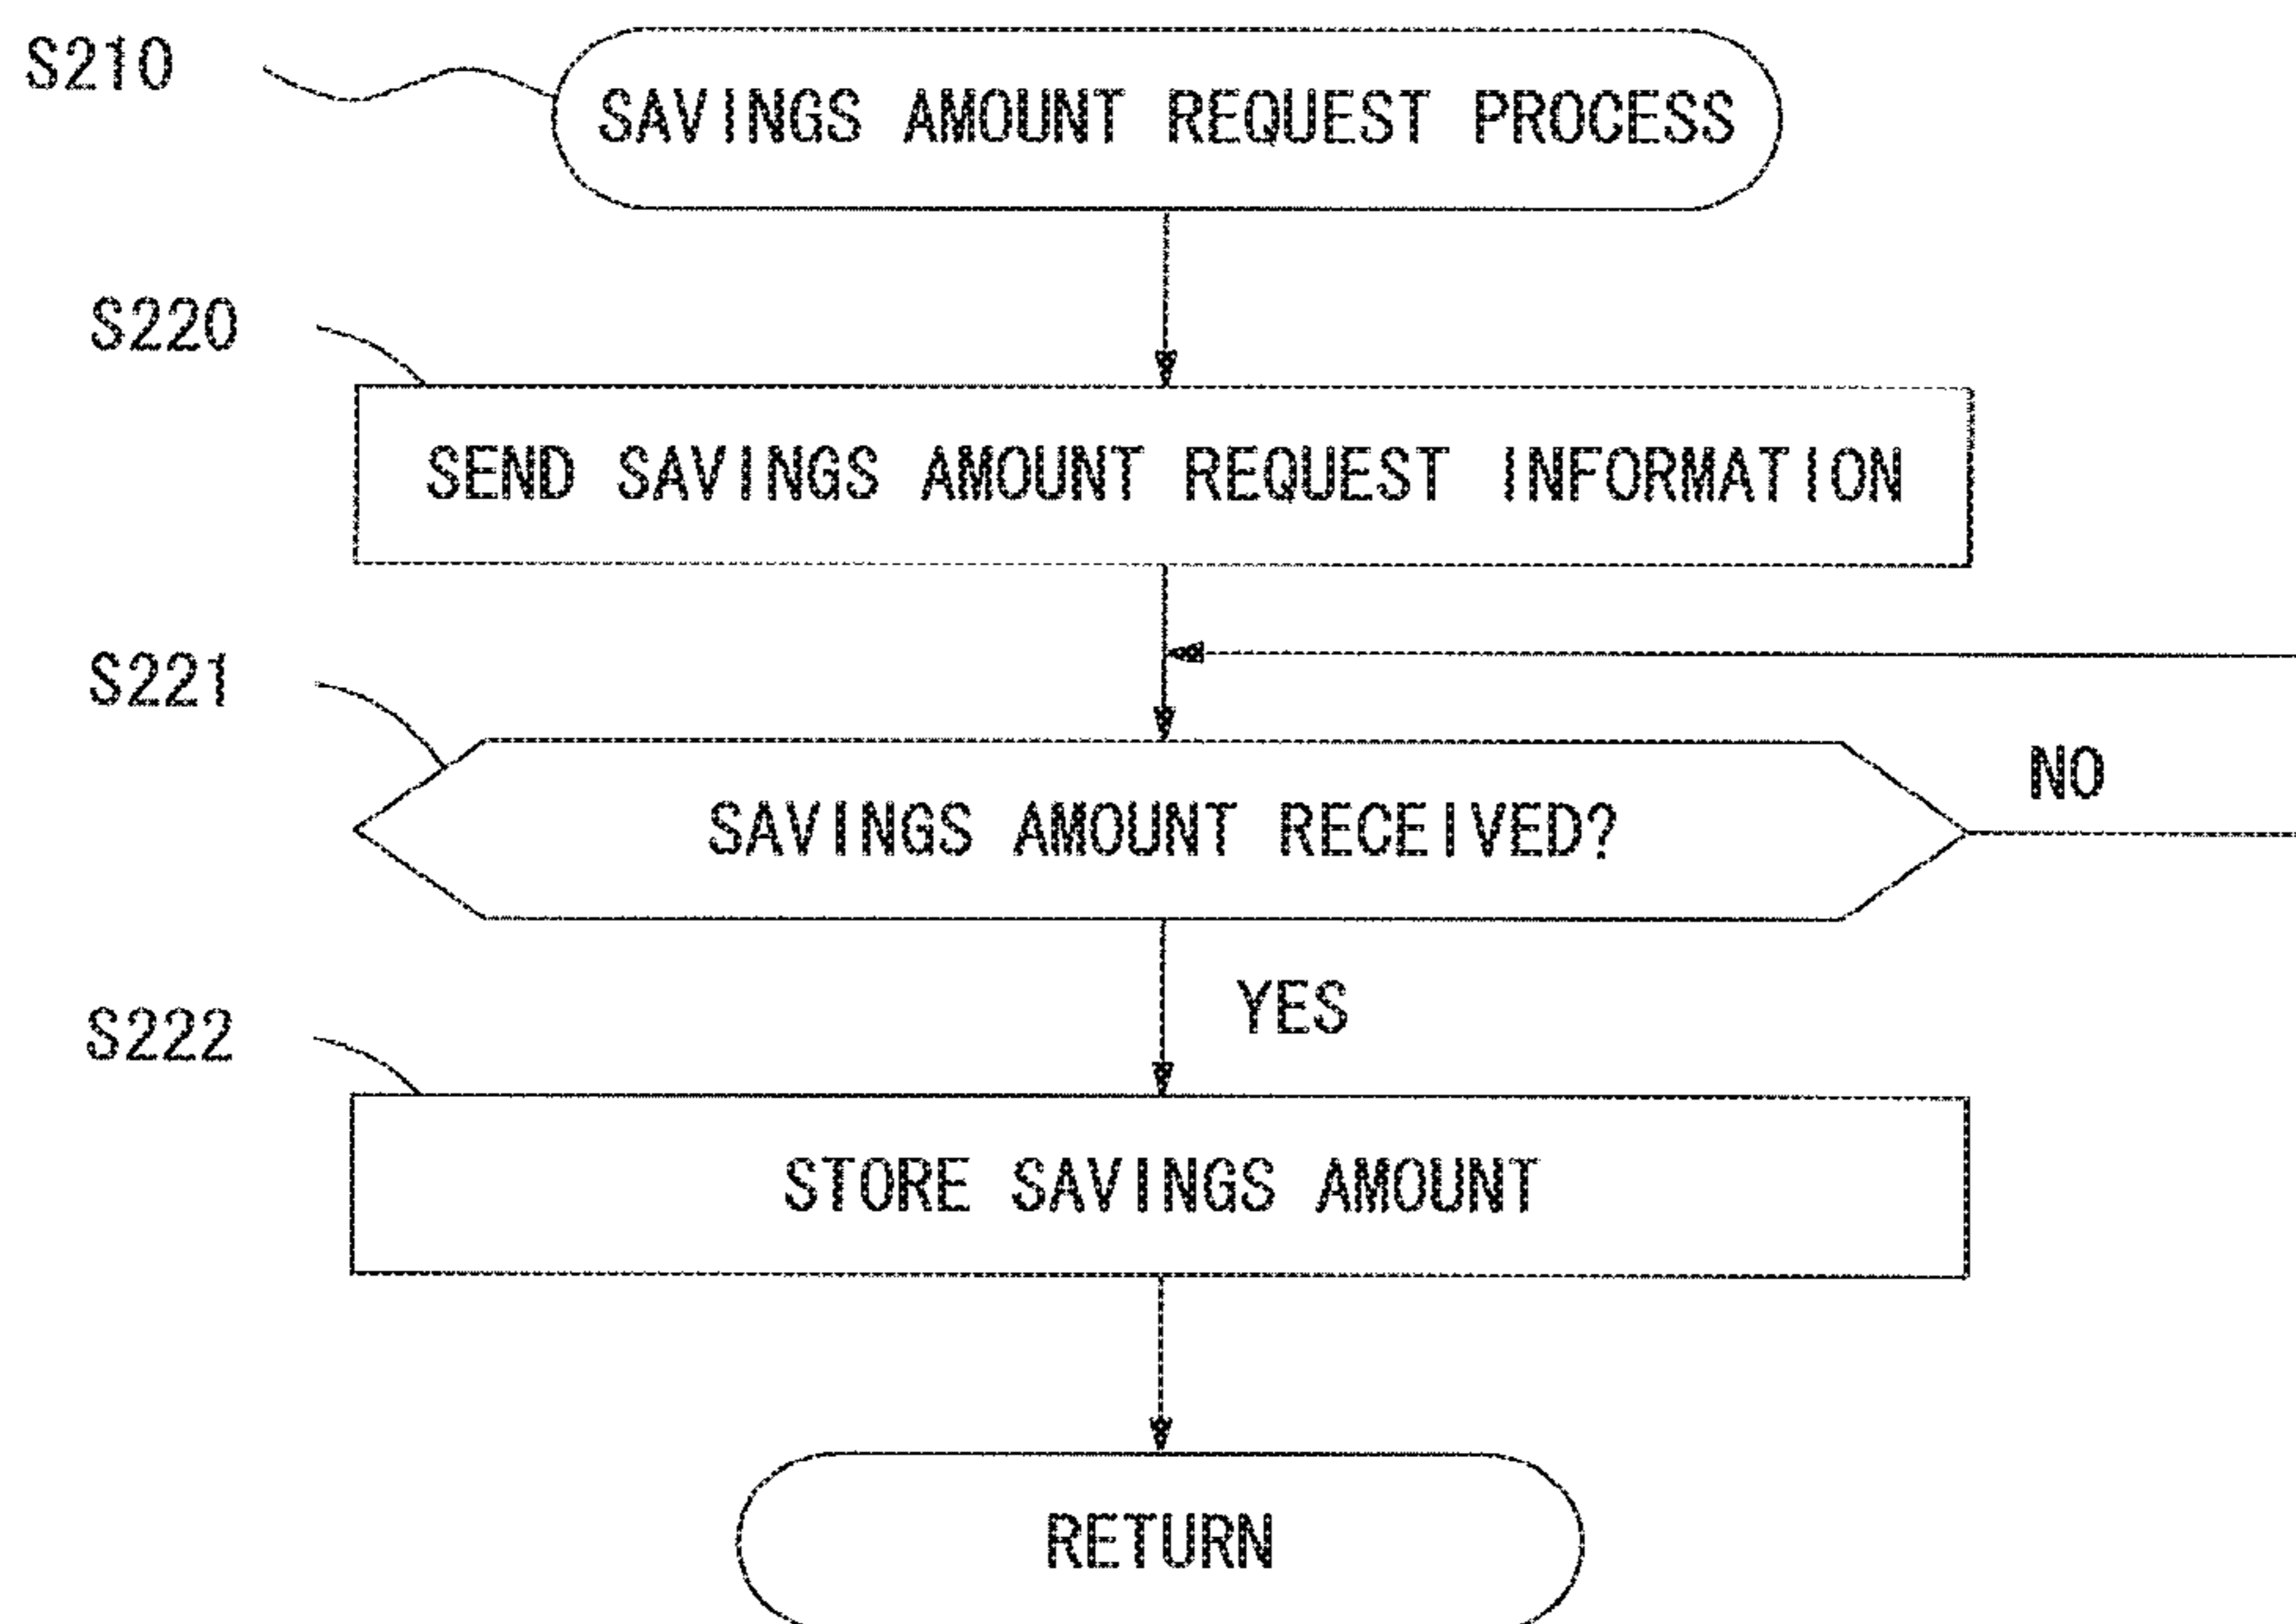 S210
SAVINGS AMOUNT REQUEST PROCESS
S220
SEND SAVINGS AMOUNT REQUEST INFORMATION
S221
SAVINGS AMOUNT RECEIVED?
NO
YES
S222
STORE SAVINGS AMOUNT
RETURN